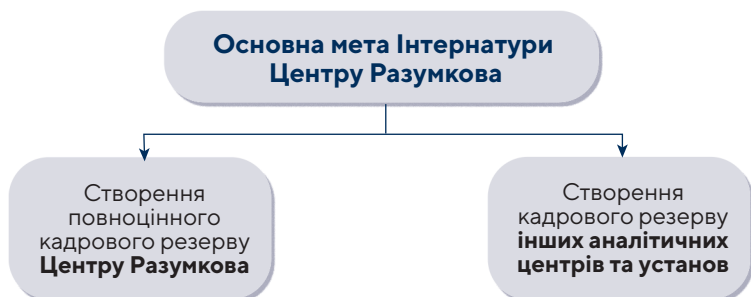 Основна мета Інтернатури
Центру Разумкова
Створення
повноцінного
кадрового резерву
Центру Разумкова
Створення
кадрового резерву
інших аналітичних
центрів та установ